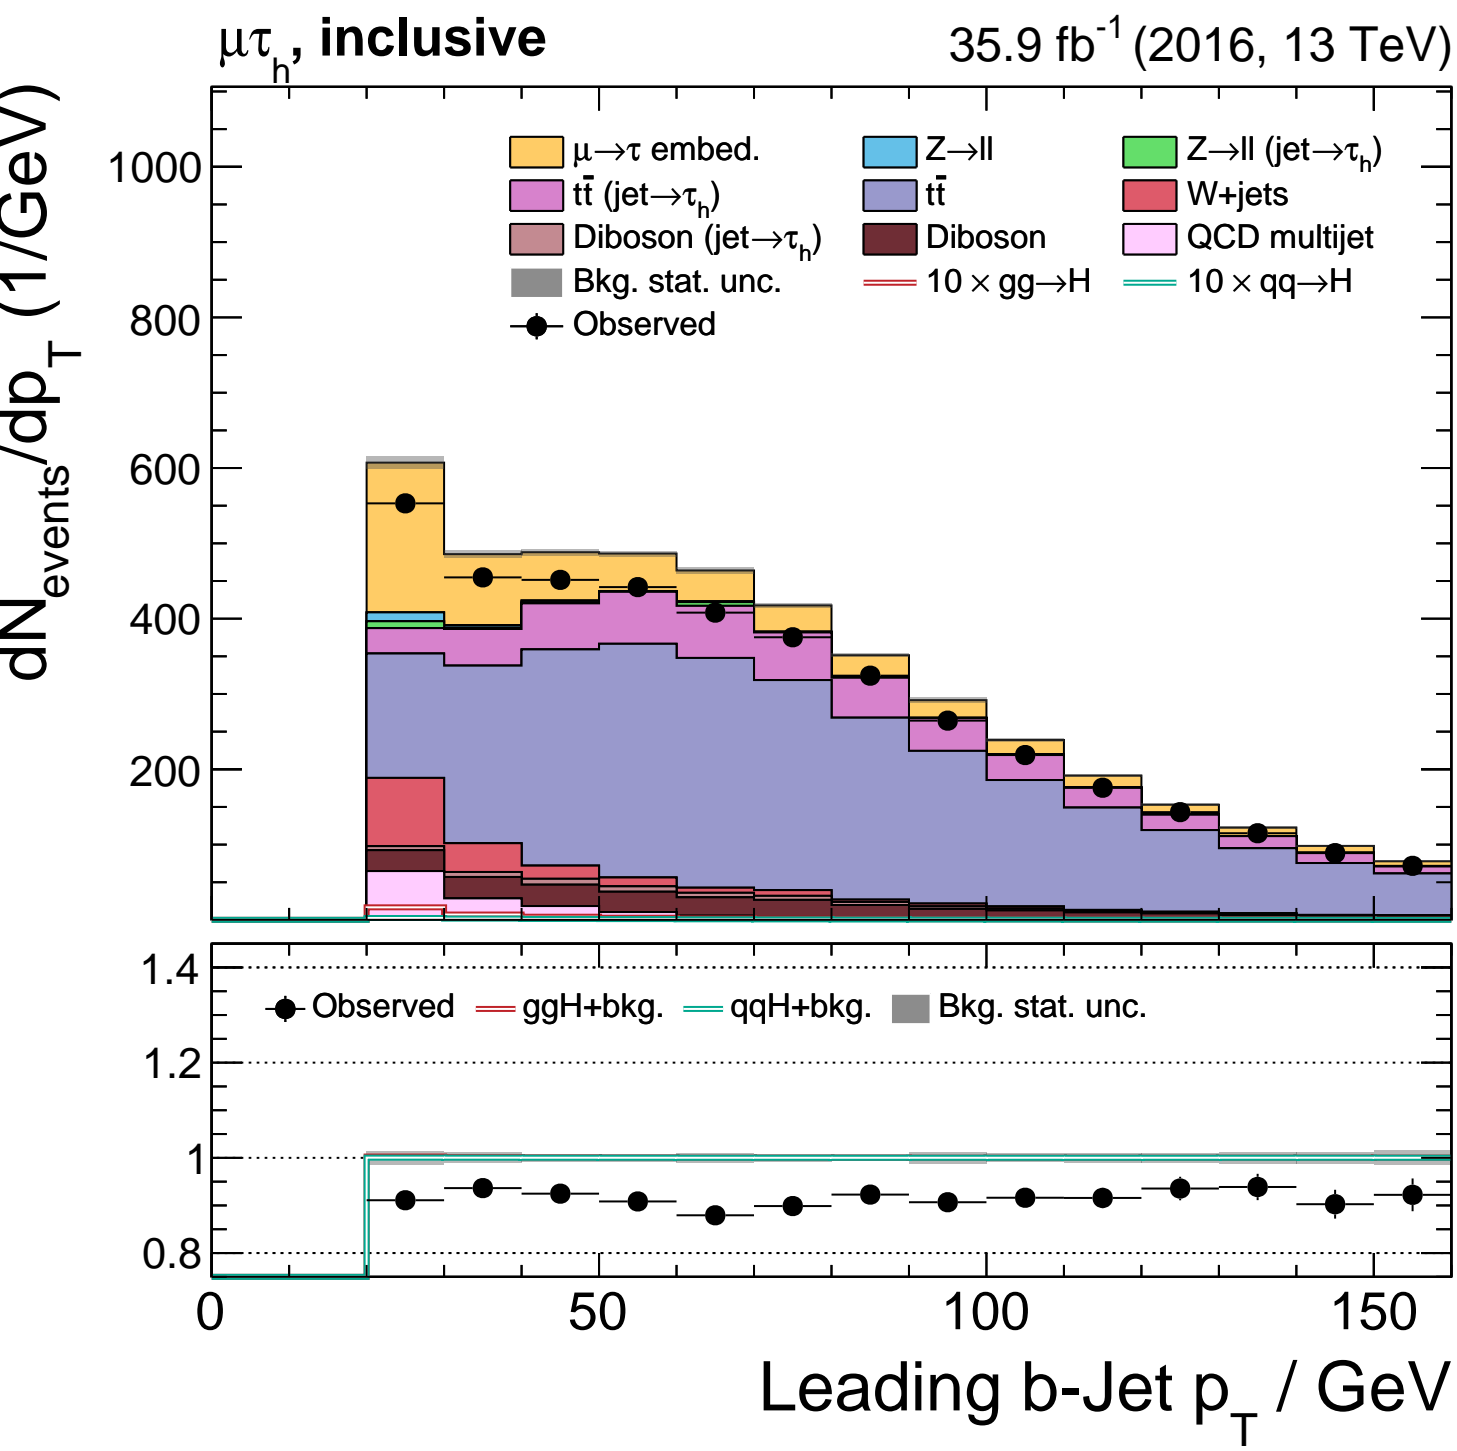 μτh, inclusive
35.9 fb-1 (2016, 13 TeV)
dNevents/dpT (1/GeV)
1000
800
600
400
200
μ→τ embed.
Z→ll
Z→ll (jet→τh)
tt̄ (jet→τh)
tt̄
W+jets
Diboson (jet→τh)
Diboson
QCD multijet
Bkg. stat. unc.
10 × gg→H
10 × qq→H
Observed
1.4
1.2
1
0.8
Observed
ggH+bkg.
qqH+bkg.
Bkg. stat. unc.
0
50
100
150
Leading b-Jet pT / GeV